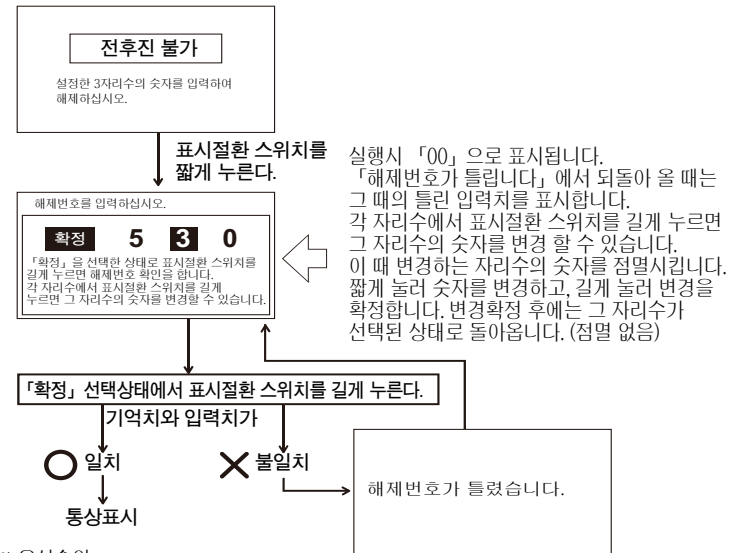 전후진 불가
설정한 3자리수의 숫자를 입력하여
해제하십시오.
표시절환 스위치를
짧게 누른다.
실행시 「00」으로 표시됩니다.
「해제번호가 틀립니다」에서 되돌아 올 때는
그 때의 틀린 입력치를 표시합니다.
각 자리수에서 표시절환 스위치를 길게 누르면
그 자리수의 숫자를 변경 할 수 있습니다.
이 때 변경하는 자리수의 숫자를 점멸시킵니다.
짧게 눌러 숫자를 변경하고, 길게 눌러 변경을
확정합니다. 변경확정 후에는 그 자리수가
선택된 상태로 돌아옵니다. (점멸 없음)
해제번호를 입력하십시오.
확정 5 3 0
「확정」을 선택한 상태로 표시절환 스위치를
길게 누르면 해제번호 확인을 합니다.
각 자리수에서 표시절환 스위치를 길게
누르면 그 자리수의 숫자를 변경할 수 있습니다.
「확정」 선택상태에서 표시절환 스위치를 길게 누른다.
기억치와 입력치가
일치
불일치
통상표시
해제번호가 틀렸습니다.